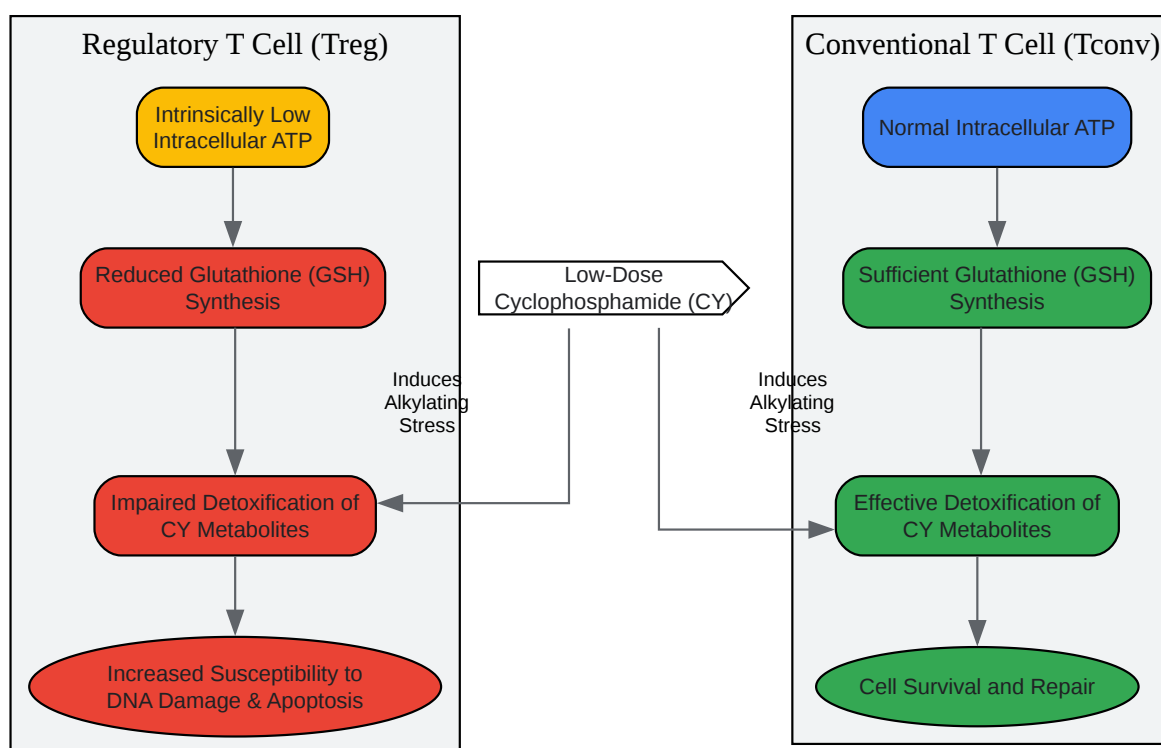 Regulatory T Cell (Treg)
Intrinsically Low
Intracellular ATP
Reduced Glutathione (GSH)
Synthesis
Impaired Detoxification of
CY Metabolites
Increased Susceptibility to
DNA Damage & Apoptosis
Low-Dose
Cyclophosphamide (CY)
Induces
Alkylating
Stress
Induces
Alkylating
Stress
Conventional T Cell (Tconv)
Normal Intracellular ATP
Sufficient Glutathione (GSH)
Synthesis
Effective Detoxification of
CY Metabolites
Cell Survival and Repair